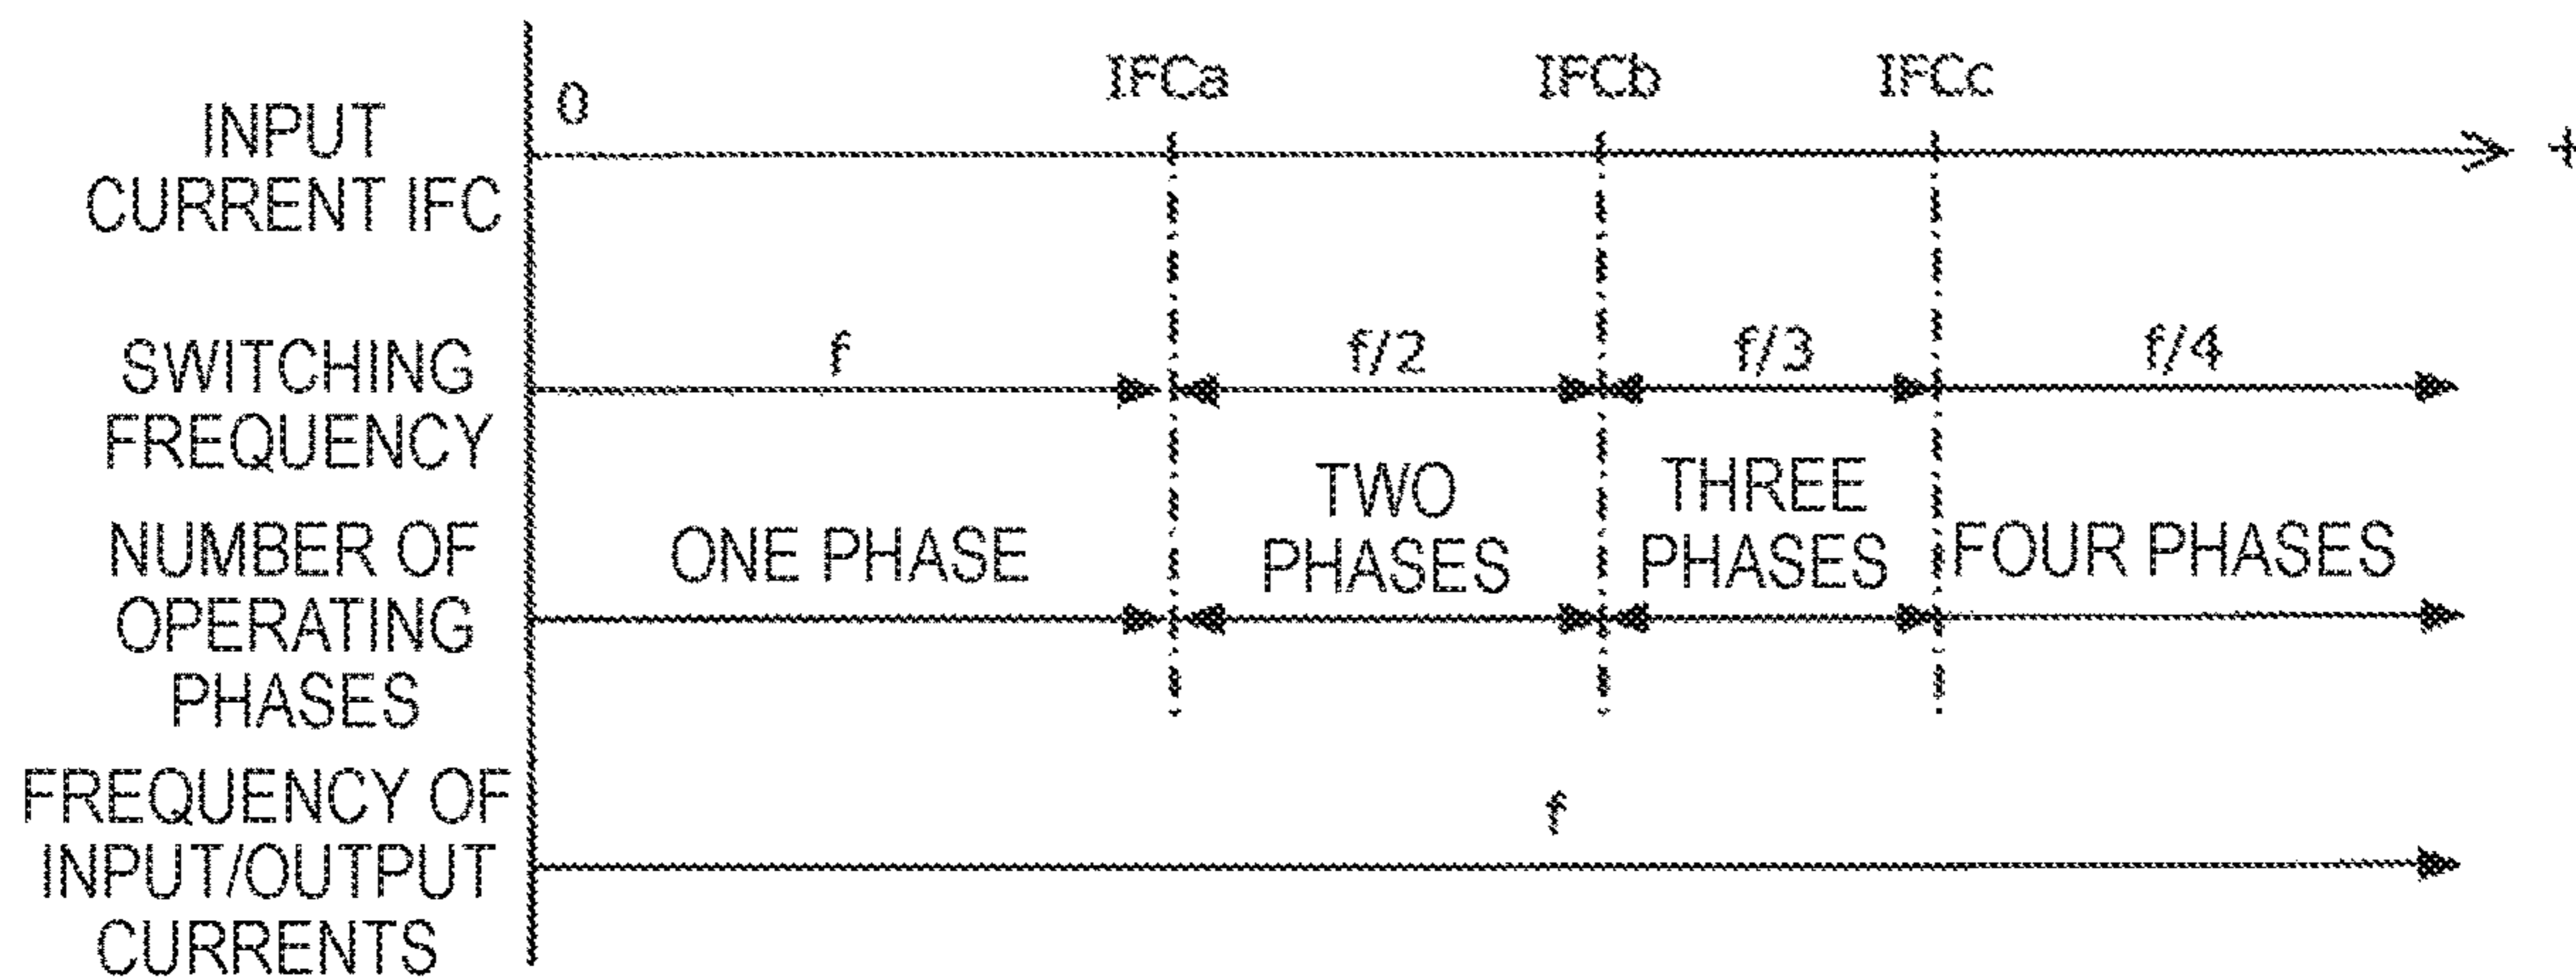 IFCa IFCb IFCc
0
INPUT
CURRENT IFC
+
SWITCHING
FREQUENCY
f f/2 f/3 f/4
NUMBER OF
OPERATING
PHASES
ONE PHASE
TWO
PHASES
THREE
PHASES
FOUR PHASES
FREQUENCY OF
INPUT/OUTPUT
CURRENTS
f